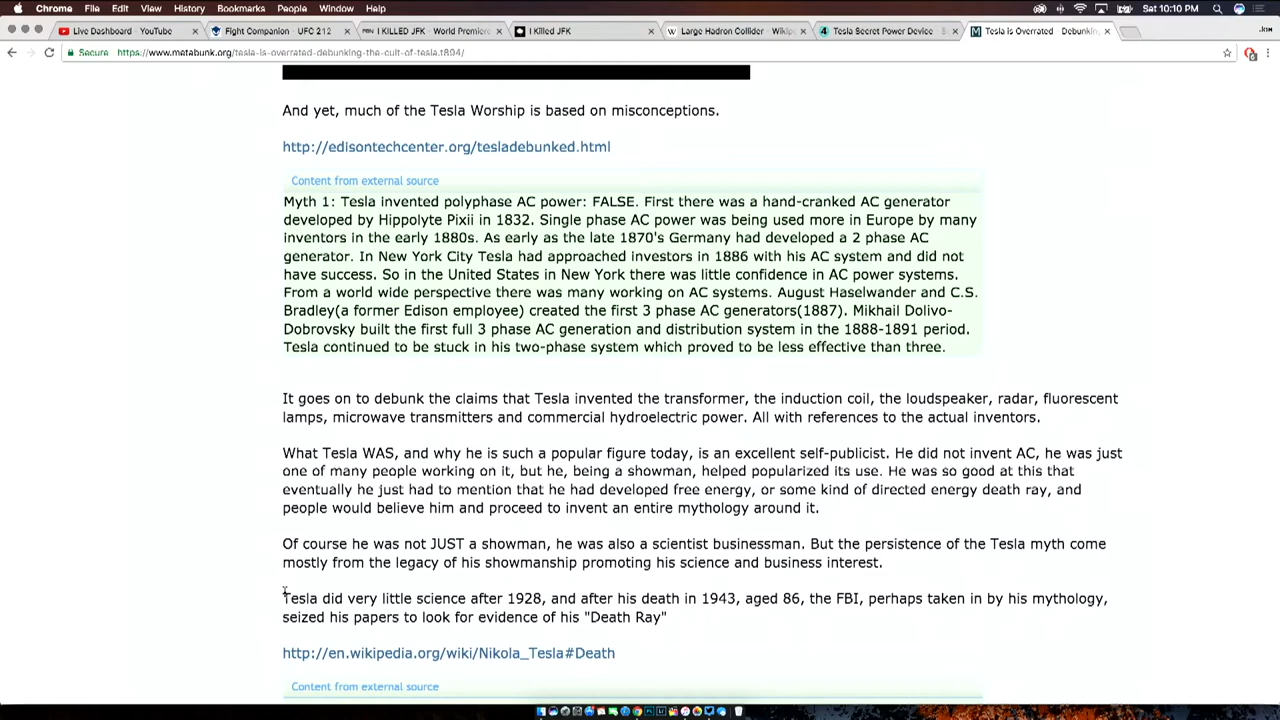 Chrome File Edit View History Bookmarks People Window Help Sat 10:10 PM
Live Dashboard - YouTube
Fight Companion - UFC 212
I KILLED JFK - World Premiere
I Killed JFK
Large Hadron Collider - Wikip
Tesla Secret Power Device
Tesla is Overrated - Debunkin
Secure https://www.metabunk.org/tesla-is-overrated-debunking-the-cult-of-tesla.t894/
And yet, much of the Tesla Worship is based on misconceptions.
http://edisontechcenter.org/tesladebunked.html
Content from external source
Myth 1: Tesla invented polyphase AC power: FALSE. First there was a hand-cranked AC generator
developed by Hippolyte Pixii in 1832. Single phase AC power was being used more in Europe by many
inventors in the early 1880s. As early as the late 1870's Germany had developed a 2 phase AC
generator. In New York City Tesla had approached investors in 1886 with his AC system and did not
have success. So in the United States in New York there was little confidence in AC power systems.
From a world wide perspective there was many working on AC systems. August Haselwander and C.S.
Bradley(a former Edison employee) created the first 3 phase AC generators(1887). Mikhail Dolivo-
Dobrovsky built the first full 3 phase AC generation and distribution system in the 1888-1891 period.
Tesla continued to be stuck in his two-phase system which proved to be less effective than three.
It goes on to debunk the claims that Tesla invented the transformer, the induction coil, the loudspeaker, radar, fluorescent
lamps, microwave transmitters and commercial hydroelectric power. All with references to the actual inventors.
What Tesla WAS, and why he is such a popular figure today, is an excellent self-publicist. He did not invent AC, he was just
one of many people working on it, but he, being a showman, helped popularized its use. He was so good at this that
eventually he just had to mention that he had developed free energy, or some kind of directed energy death ray, and
people would believe him and proceed to invent an entire mythology around it.
Of course he was not JUST a showman, he was also a scientist businessman. But the persistence of the Tesla myth come
mostly from the legacy of his showmanship promoting his science and business interest.
Tesla did very little science after 1928, and after his death in 1943, aged 86, the FBI, perhaps taken in by his mythology,
seized his papers to look for evidence of his "Death Ray"
http://en.wikipedia.org/wiki/Nikola_Tesla#Death
Content from external source